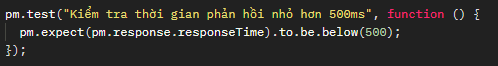 pm.test("Kiểm tra thời gian phản hồi nhỏ hơn 500ms", function () {
  pm.expect(pm.response.responseTime).to.be.below(500);
});